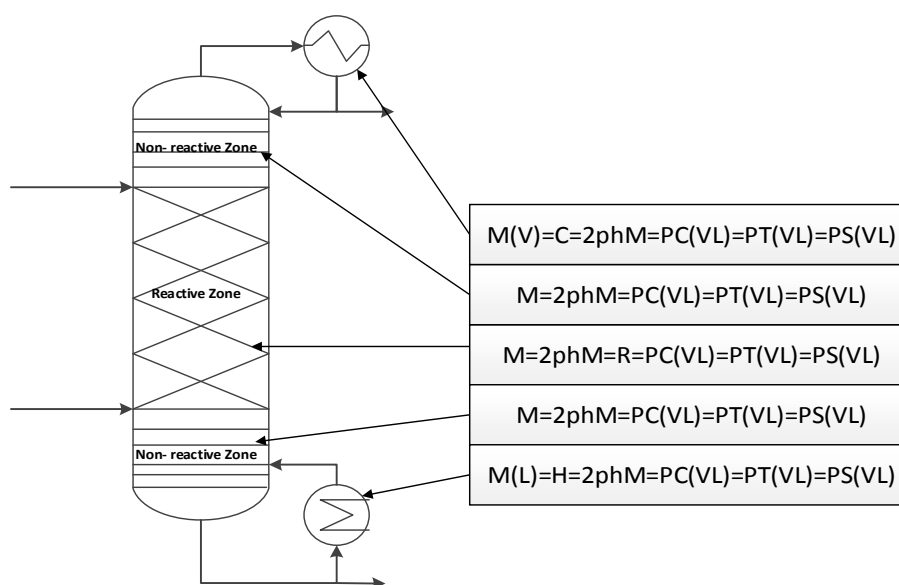 Non- reactive Zone
Reactive Zone
Non- reactive Zone
M(V)=C=2phM=PC(VL)=PT(VL)=PS(VL)
M=2phM=PC(VL)=PT(VL)=PS(VL)
M=2phM=R=PC(VL)=PT(VL)=PS(VL)
M=2phM=PC(VL)=PT(VL)=PS(VL)
M(L)=H=2phM=PC(VL)=PT(VL)=PS(VL)